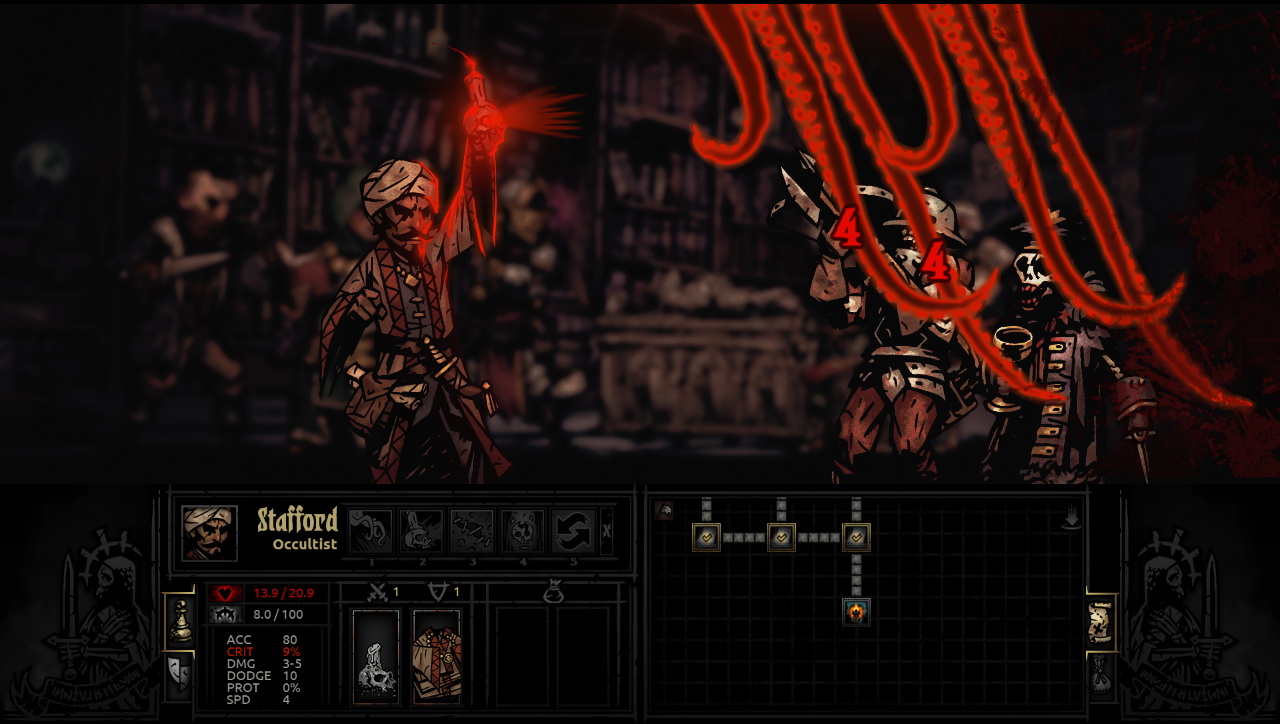 4
4
Stafford
Occultist
1 2 3 4 5
13.9 / 20.9
8.0 / 100
1
1
ACC 80
CRIT 9%
DMG 3-5
DODGE 10
PROT 0%
SPD 4